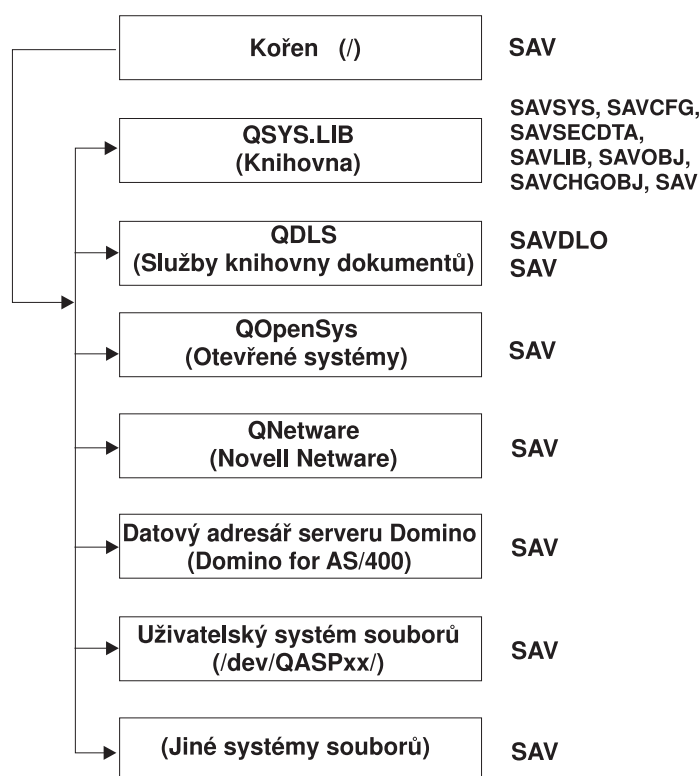 Kořen (/)
SAV
QSYS.LIB
(Knihovna)
SAVSYS, SAVCFG,
SAVSECDTA,
SAVLIB, SAVOBJ,
SAVCHGOBJ, SAV
QDLS
(Služby knihovny dokumentů)
SAVDLO
SAV
QOpenSys
(Otevřené systémy)
SAV
QNetware
(Novell Netware)
SAV
Datový adresář serveru Domino
(Domino for AS/400)
SAV
Uživatelský systém souborů
(/dev/QASPxx/)
SAV
(Jiné systémy souborů)
SAV